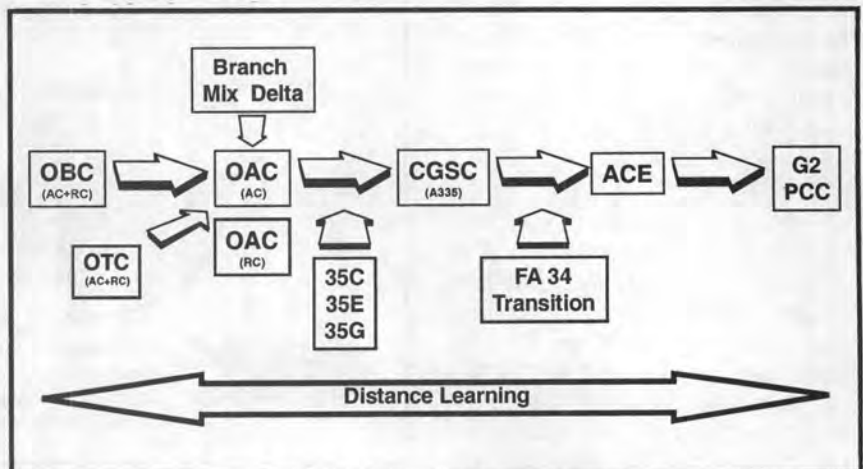 Branch
Mix Delta
OBC
(AC+RC)
OAC
(AC)
CGSC
(A335)
ACE
G2
PCC
OTC
(AC+RC)
OAC
(RC)
35C
35E
35G
FA 34
Transition
Distance Learning